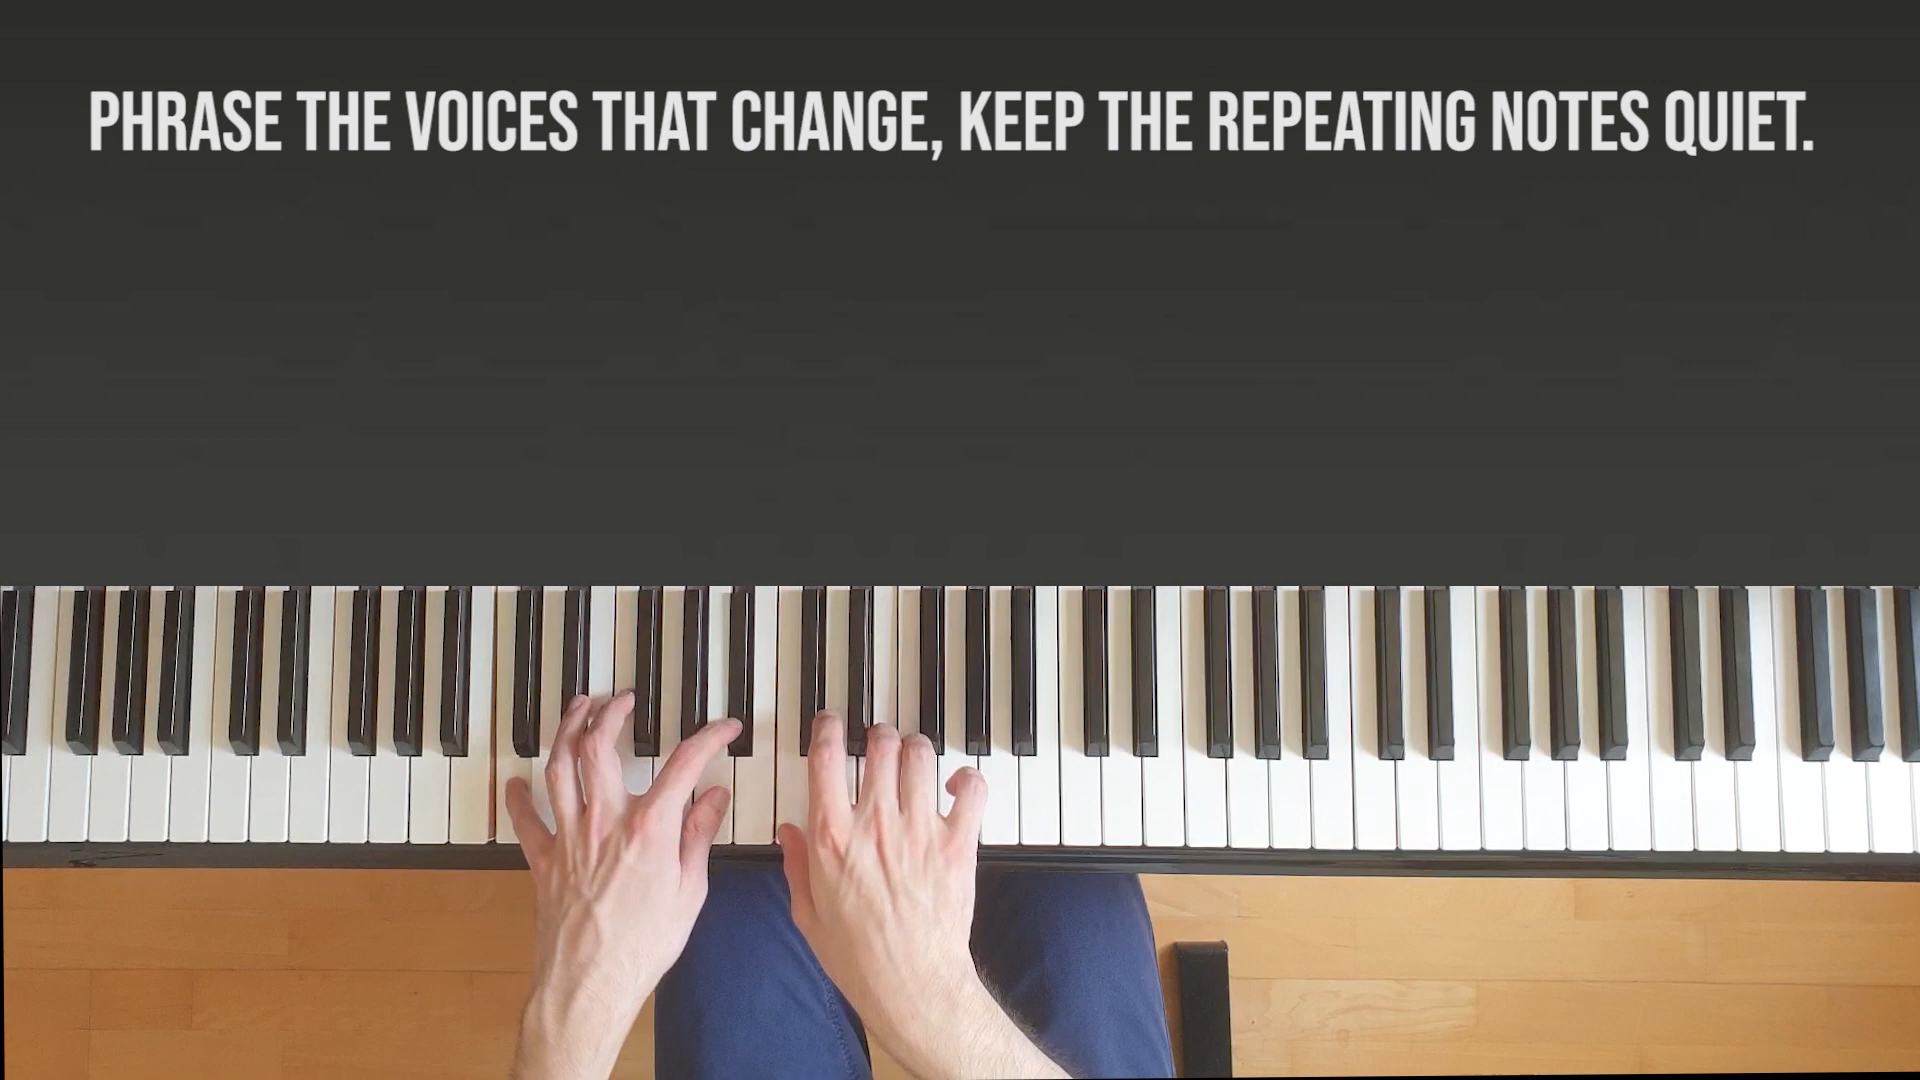 PHRASE THE VOICES THAT CHANGE, KEEP THE REPEATING NOTES QUIET.